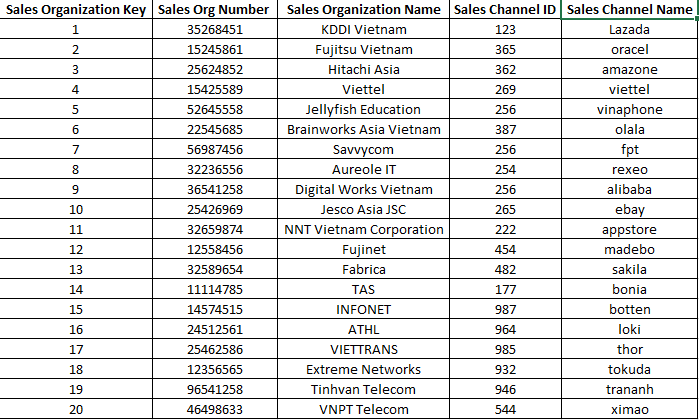 Sales Organization Key Sales Org Number Sales Organization Name Sales Channel ID Sales Channel Name
1 35268451 KDDI Vietnam 123 Lazada
2 15245861 Fujitsu Vietnam 365 oracel
3 25624852 Hitachi Asia 362 amazone
4 15425589 Viettel 269 viettel
5 52645558 Jellyfish Education 256 vinaphone
6 22545685 Brainworks Asia Vietnam 387 olala
7 56987456 Savvycom 256 fpt
8 32236556 Aureole IT 254 rexeo
9 36541258 Digital Works Vietnam 256 alibaba
10 25426969 Jesco Asia JSC 265 ebay
11 32659874 NNT Vietnam Corporation 222 appstore
12 12558456 Fujinet 454 madebo
13 32589654 Fabrica 482 sakila
14 11114785 TAS 177 bonia
15 14574515 INFONET 987 botten
16 24512561 ATHL 964 loki
17 25462586 VIETTRANS 985 thor
18 12356565 Extreme Networks 932 tokuda
19 96541258 Tinhvan Telecom 946 trananh
20 46498633 VNPT Telecom 544 ximao